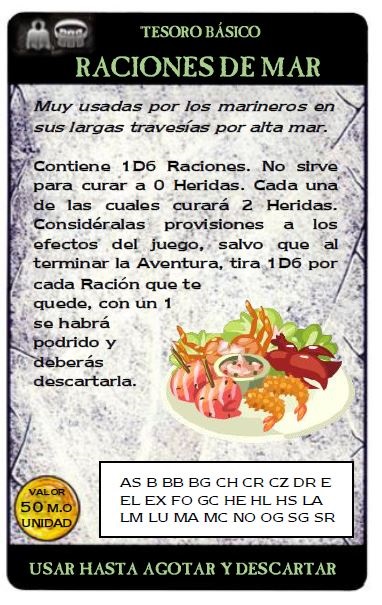 TESORO BÁSICO
RACIONES DE MAR
Muy usadas por los marineros en
sus largas travesías por alta mar.
Contiene 1D6 Raciones. No sirve
para curar a 0 Heridas. Cada una
de las cuales curará 2 Heridas.
Considéralas provisiones a los
efectos del juego, salvo que al
terminar la Aventura, tira 1D6 por
cada Ración que te
quede, con un 1
se habrá
podrido y
deberás
descartarla.
AS B BB BG CH CR CZ DR E
EL EX FO GC HE HL HS LA
LM LU MA MC NO OG SG SR
VALOR
50 M.O
UNIDAD
USAR HASTA AGOTAR Y DESCARTAR